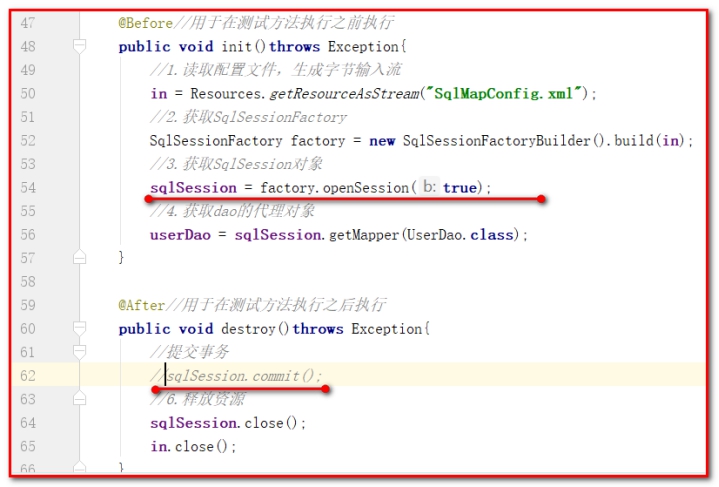 47 @Before//用于在测试方法执行之前执行
48 public void init()throws Exception{
49 //1.读取配置文件，生成字节输入流
50 in = Resources.getResourceAsStream("SqlMapConfig.xml");
51 //2.获取SqlSessionFactory
52 SqlSessionFactory factory = new SqlSessionFactoryBuilder().build(in);
53 //3.获取SqlSession对象
54 sqlSession = factory.openSession( b: true);
55 //4.获取dao的代理对象
56 userDao = sqlSession.getMapper(UserDao.class);
57 }
58
59 @After//用于在测试方法执行之后执行
60 public void destroy()throws Exception{
61 //提交事务
62 //sqlSession.commit();
63 //6.释放资源
64 sqlSession.close();
65 in.close();
66 }